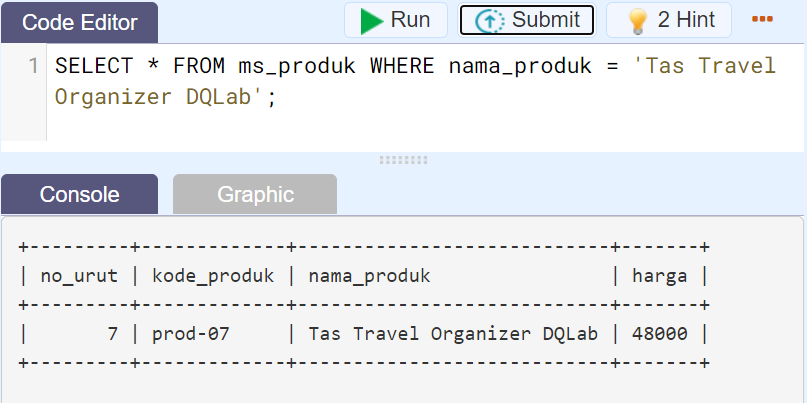 Code Editor
Run
Submit
2 Hint
1 SELECT * FROM ms_produk WHERE nama_produk = 'Tas Travel
Organizer DQLab';
Console
Graphic
+---------+-------------+----------------------------+-------+
| no_urut | kode_produk | nama_produk                | harga |
+---------+-------------+----------------------------+-------+
|       7 | prod-07     | Tas Travel Organizer DQLab | 48000 |
+---------+-------------+----------------------------+-------+